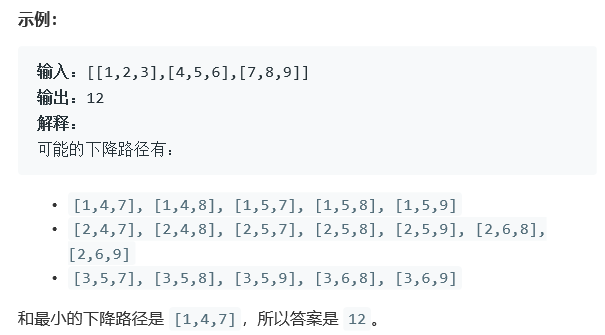 示例：
输入：[[1,2,3],[4,5,6],[7,8,9]]
输出：12
解释：
可能的下降路径有：
• [1,4,7], [1,4,8], [1,5,7], [1,5,8], [1,5,9]
• [2,4,7], [2,4,8], [2,5,7], [2,5,8], [2,5,9], [2,6,8],
[2,6,9]
• [3,5,7], [3,5,8], [3,5,9], [3,6,8], [3,6,9]
和最小的下降路径是 [1,4,7]，所以答案是 12。